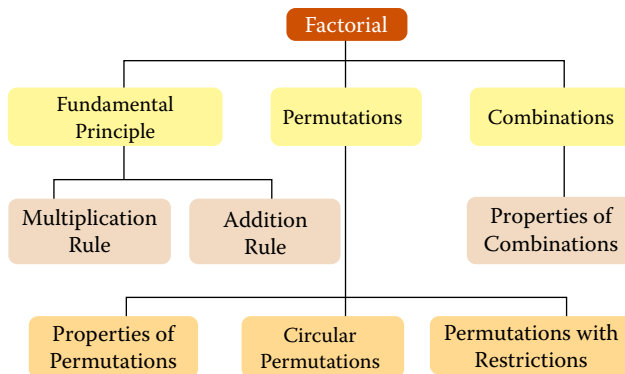 Factorial
Fundamental
Principle
Permutations
Combinations
Multiplication
Rule
Addition
Rule
Properties of
Combinations
Properties of
Permutations
Circular
Permutations
Permutations with
Restrictions